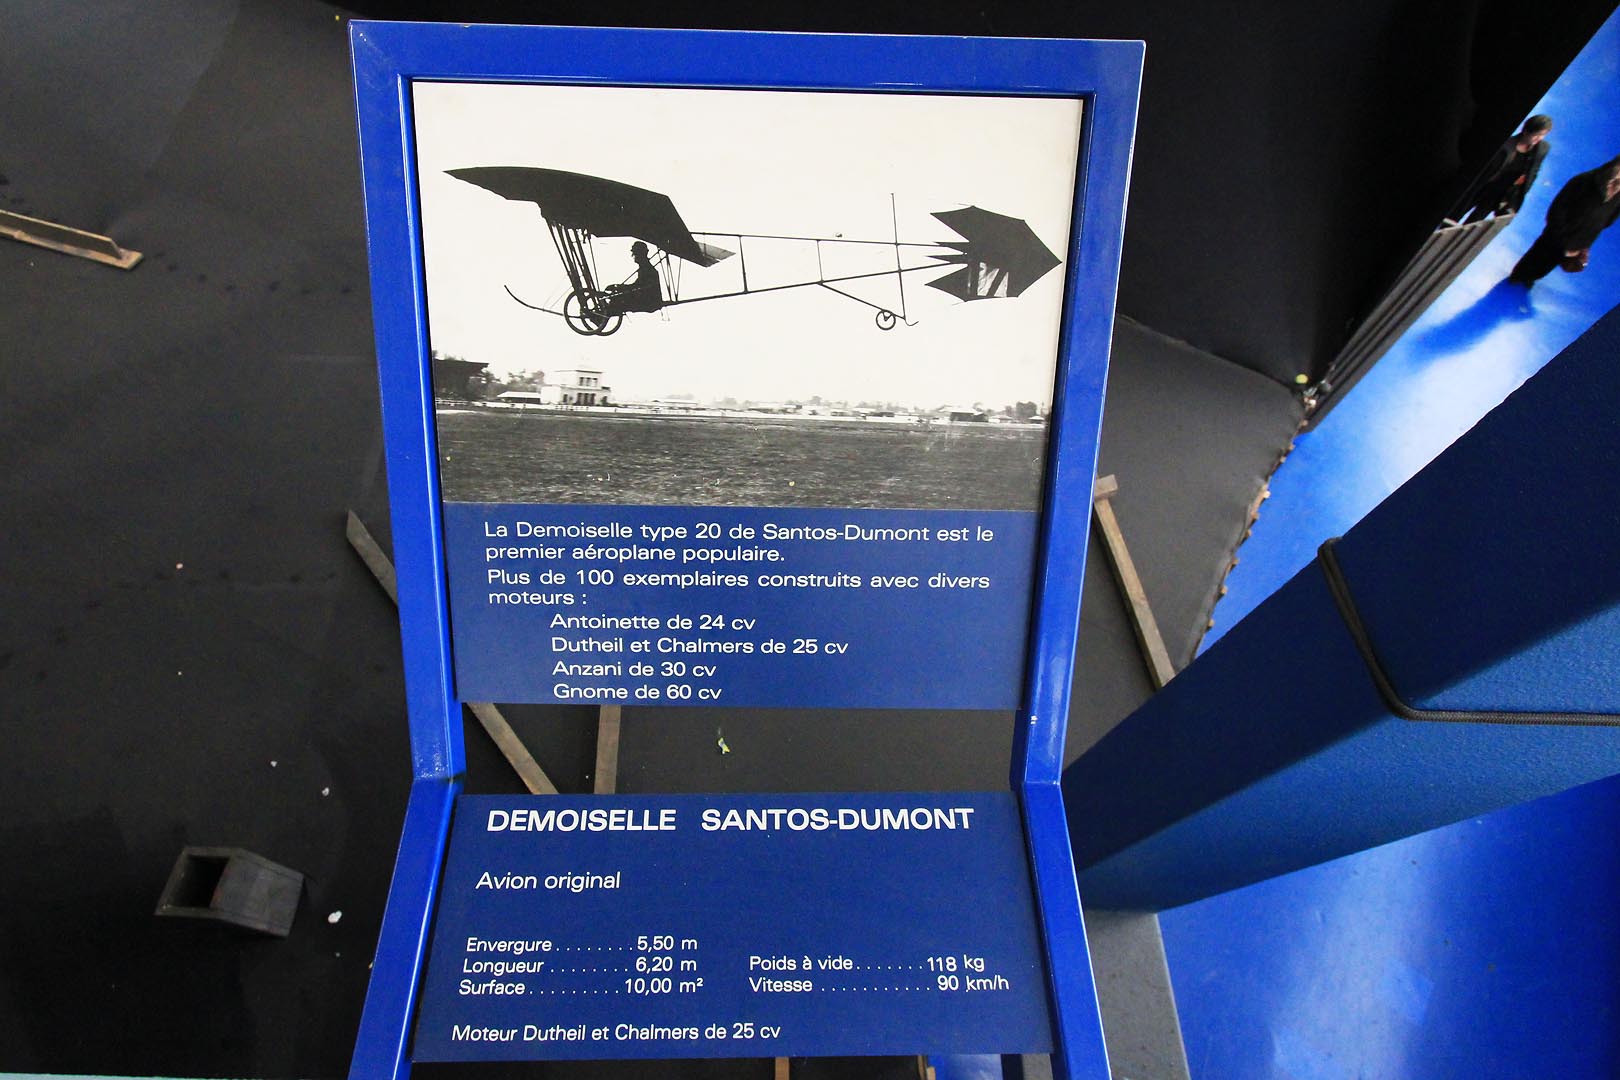 La Demoiselle type 20 de Santos-Dumont est le
premier aéroplane populaire.
Plus de 100 exemplaires construits avec divers
moteurs :
Antoinette de 24 cv
Dutheil et Chalmers de 25 cv
Anzani de 30 cv
Gnome de 60 cv
DEMOISELLE SANTOS-DUMONT
Avion original
Envergure ........ 5,50 m
Longueur ........ 6,20 m
Surface ......... 10,00 m²
Poids à vide ....... 118 kg
Vitesse ........... 90 km/h
Moteur Dutheil et Chalmers de 25 cv